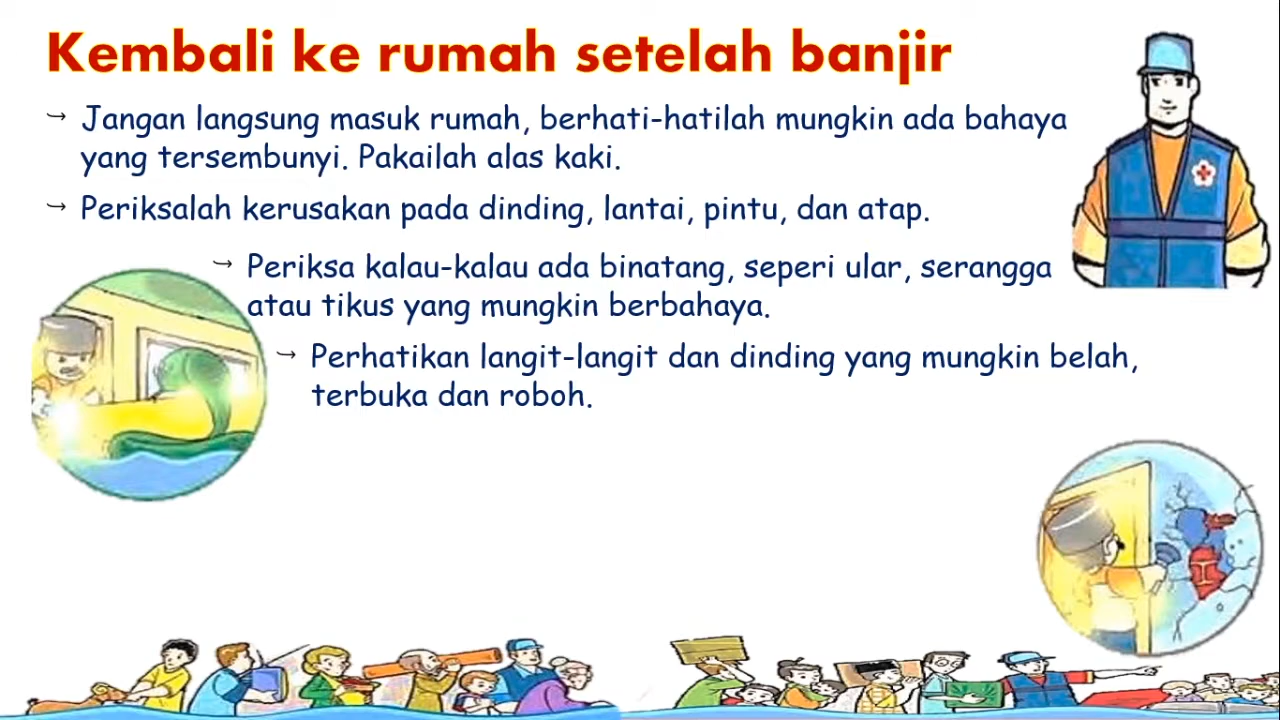 Kembali ke rumah setelah banjir
Jangan langsung masuk rumah, berhati-hatilah mungkin ada bahaya
yang tersembunyi. Pakailah alas kaki.
Periksalah kerusakan pada dinding, lantai, pintu, dan atap.
Periksa kalau-kalau ada binatang, seperi ular, serangga
atau tikus yang mungkin berbahaya.
Perhatikan langit-langit dan dinding yang mungkin belah,
terbuka dan roboh.